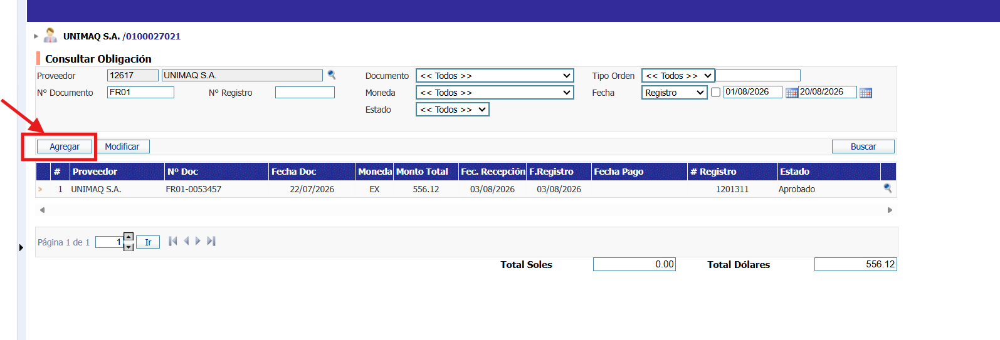 UNIMAQ S.A. /0100027021
Consultar Obligación
Proveedor 12617 UNIMAQ S.A. Documento << Todos >> Tipo Orden << Todos >>
N° Documento FR01 N° Registro Moneda << Todos >> Fecha Registro 01/08/2026 20/08/2026
Estado << Todos >>
Agregar Modificar Buscar
# Proveedor N° Doc Fecha Doc Moneda Monto Total Fec. Recepción F.Registro Fecha Pago # Registro Estado
1 UNIMAQ S.A. FR01-0053457 22/07/2026 EX 556.12 03/08/2026 03/08/2026 1201311 Aprobado
Página 1 de 1 1 Ir
Total Soles 0.00 Total Dólares 556.12